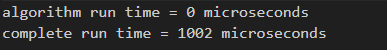 algorithm run time = 0 microseconds
complete run time = 1002 microseconds